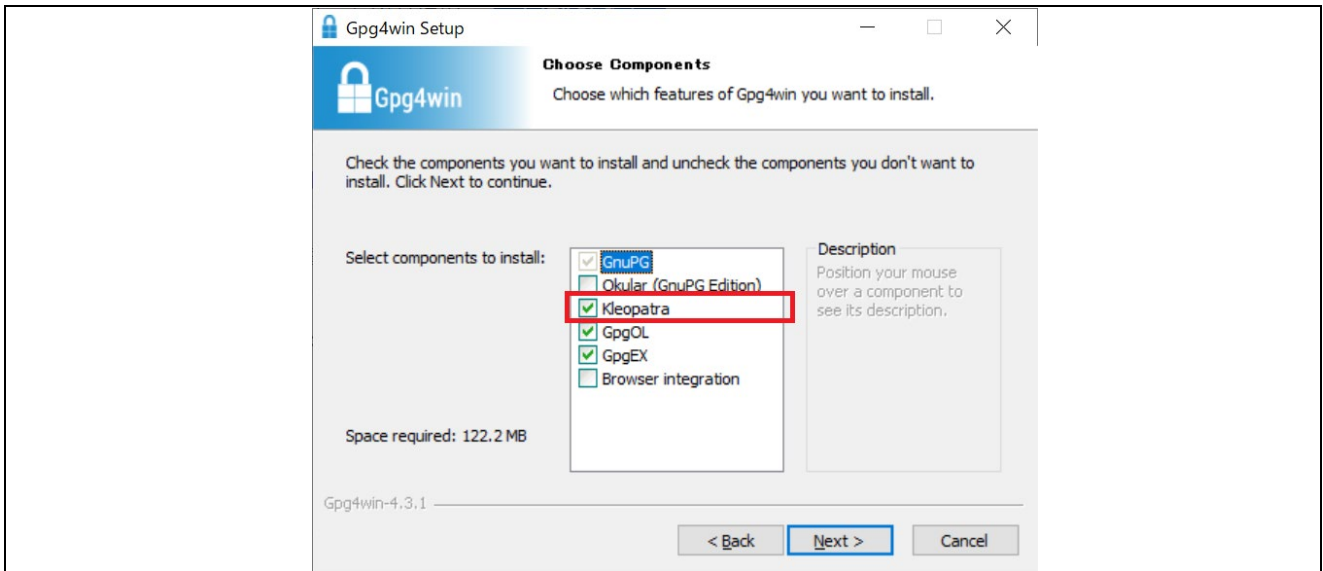 Gpg4win Setup
Gpg4win
Choose Components
Choose which features of Gpg4win you want to install.
Check the components you want to install and uncheck the components you don't want to
install. Click Next to continue.
Select components to install:
GnuPG
Okular (GnuPG Edition)
Kleopatra
GpgOL
GpgEX
Browser integration
Description
Position your mouse
over a component to
see its description.
Space required: 122.2 MB
Gpg4win-4.3.1
< Back
Next >
Cancel